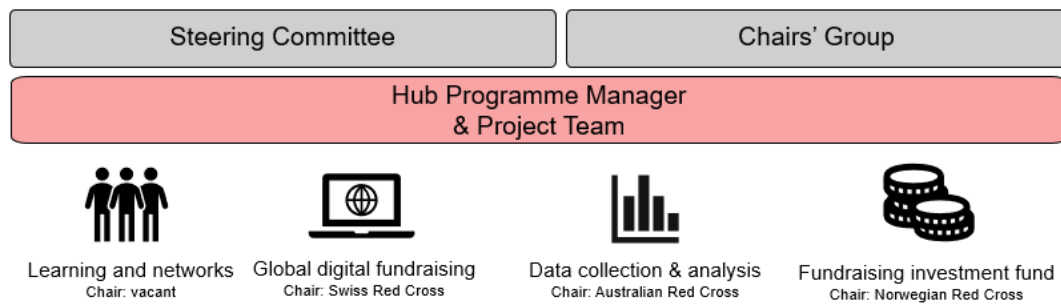 Steering Committee
Chairs' Group
Hub Programme Manager
& Project Team
Learning and networks
Chair: vacant
Global digital fundraising
Chair: Swiss Red Cross
Data collection & analysis
Chair: Australian Red Cross
Fundraising investment fund
Chair: Norwegian Red Cross